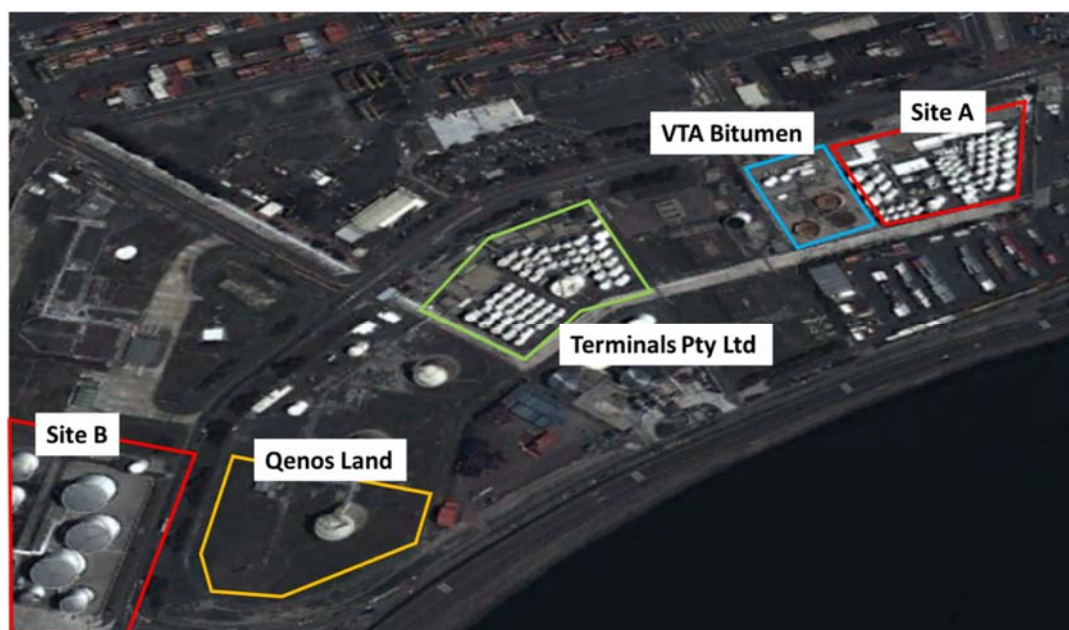 Site A
VTA Bitumen
Terminals Pty Ltd
Site B
Qenos Land